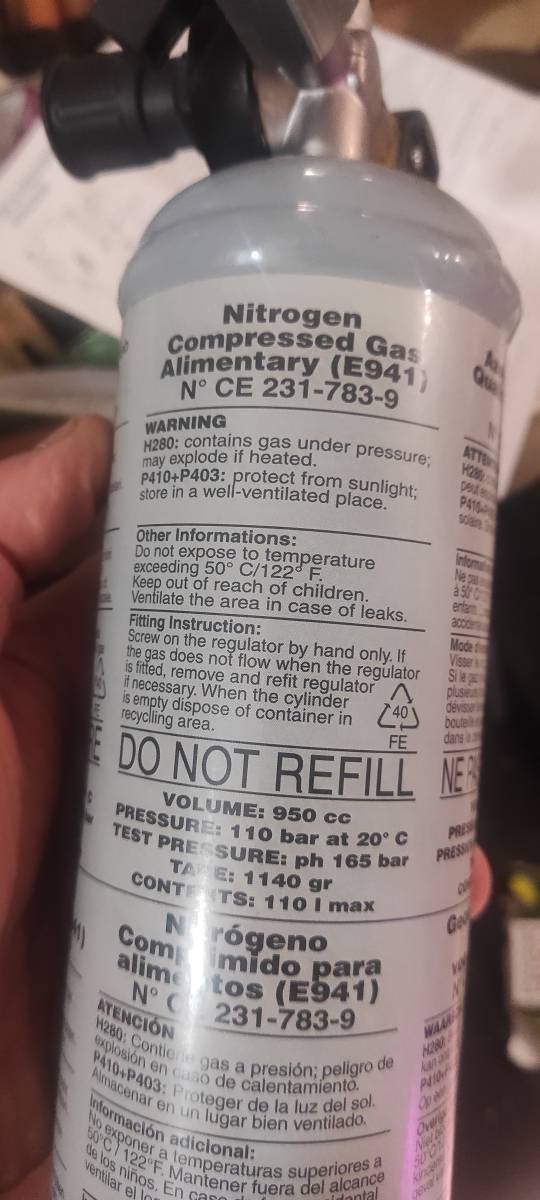 Nitrogen
Compressed Gas
Alimentary (E941)
N° CE 231-783-9
WARNING
H280: contains gas under pressure;
may explode if heated.
P410+P403: protect from sunlight;
store in a well-ventilated place.
Other Informations:
Do not expose to temperature
exceeding 50° C/122° F.
Keep out of reach of children.
Ventilate the area in case of leaks.
Fitting Instruction:
Screw on the regulator by hand only. If
the gas does not flow when the regulator
is fitted, remove and refit regulator
if necessary. When the cylinder
is empty dispose of container in
recyclling area.
40
FE
DO NOT REFILL
VOLUME: 950 cc
PRESSURE: 110 bar at 20° C
TEST PRESSURE: ph 165 bar
TARE: 1140 gr
CONTENTS: 110 l max
Nitrógeno
Comprimido para
alimentos (E941)
N° C 231-783-9
ATENCIÓN
H280: Contiene gas a presión; peligro de
explosión en caso de calentamiento.
P410+P403: Proteger de la luz del sol.
Almacenar en un lugar bien ventilado.
Información adicional:
No exponer a temperaturas superiores a
50°C/122°F. Mantener fuera del alcance
de los niños. En caso
ventilar el